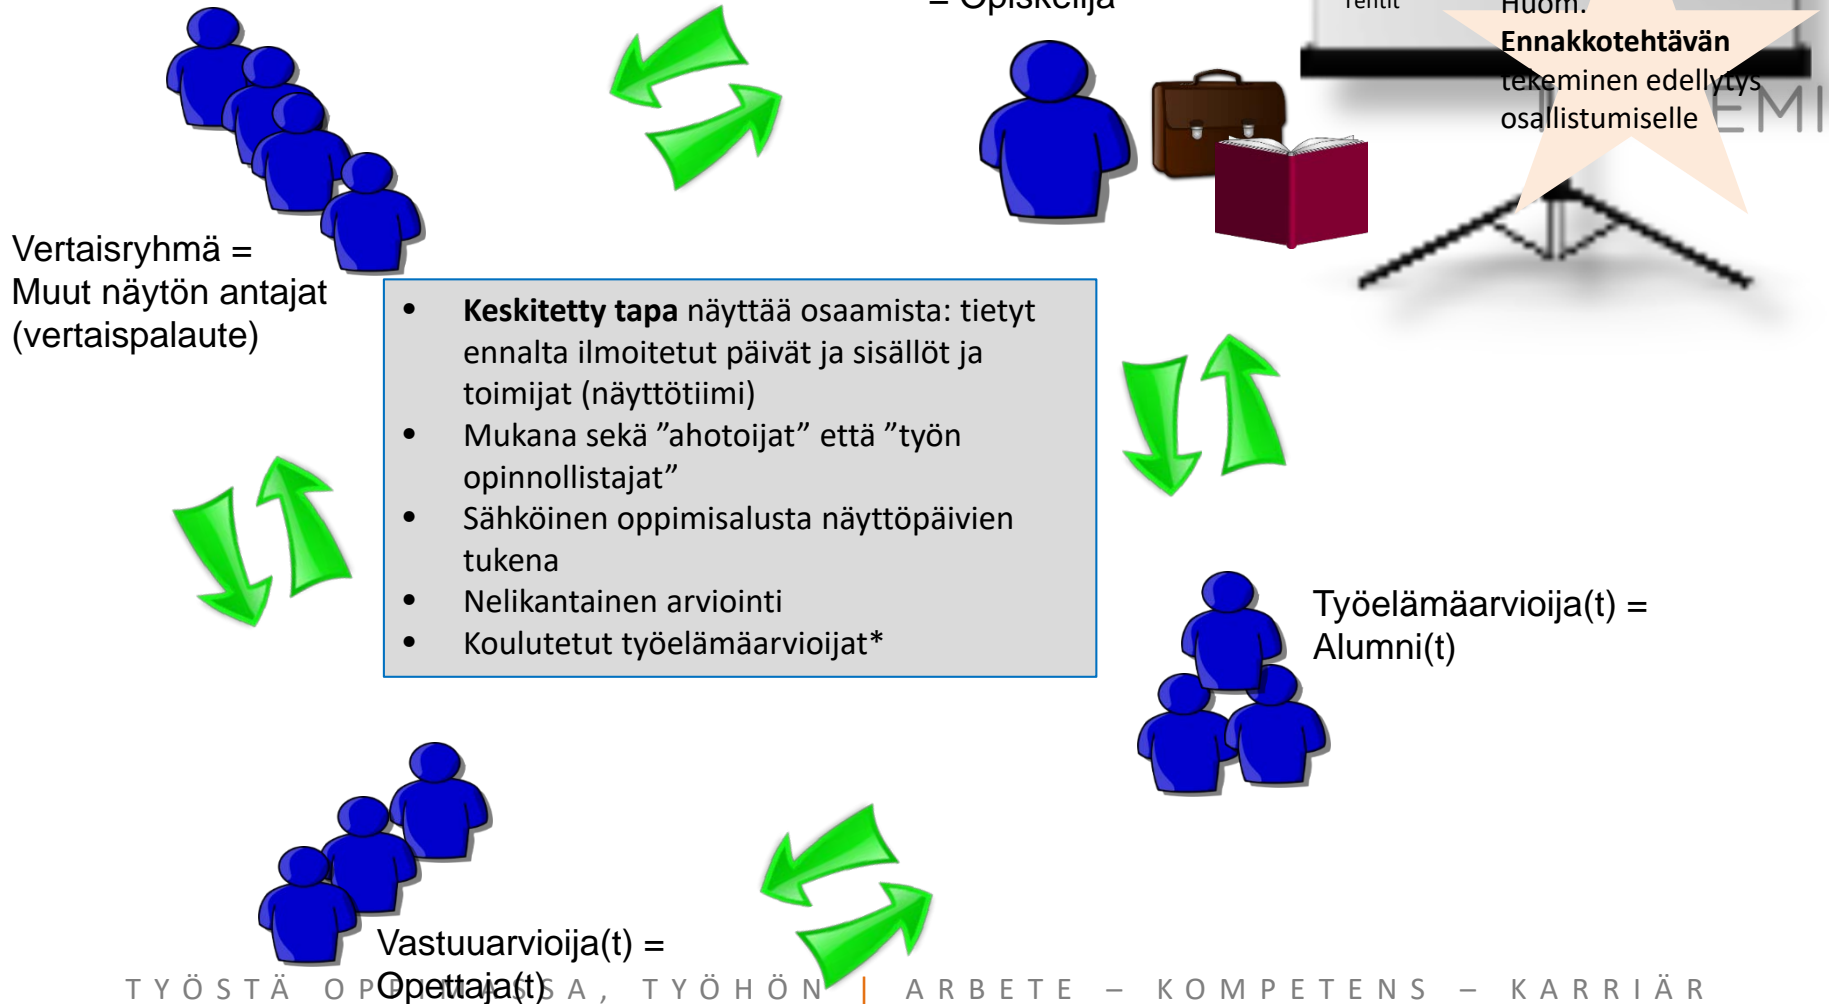 = Opiskelija
Tentit
Huom.
Ennakkotehtävän
tekeminen edellytys
osallistumiselle
EMI
Vertaisryhmä =
Muut näytön antajat
(vertaispalaute)
• Keskitetty tapa näyttää osaamista: tietyt
ennalta ilmoitetut päivät ja sisällöt ja
toimijat (näyttötiimi)
• Mukana sekä ”ahotoijat” että ”työn
opinnollistajat”
• Sähköinen oppimisalusta näyttöpäivien
tukena
• Nelikantainen arviointi
• Koulutetut työelämäarvioijat*
Työelämäarvioija(t) =
Alumni(t)
Vastuuarvioija(t) =
Opettaja(t)
TYÖSTÄ OPPIMASSA, TYÖHÖN | ARBETE – KOMPETENS – KARRIÄR